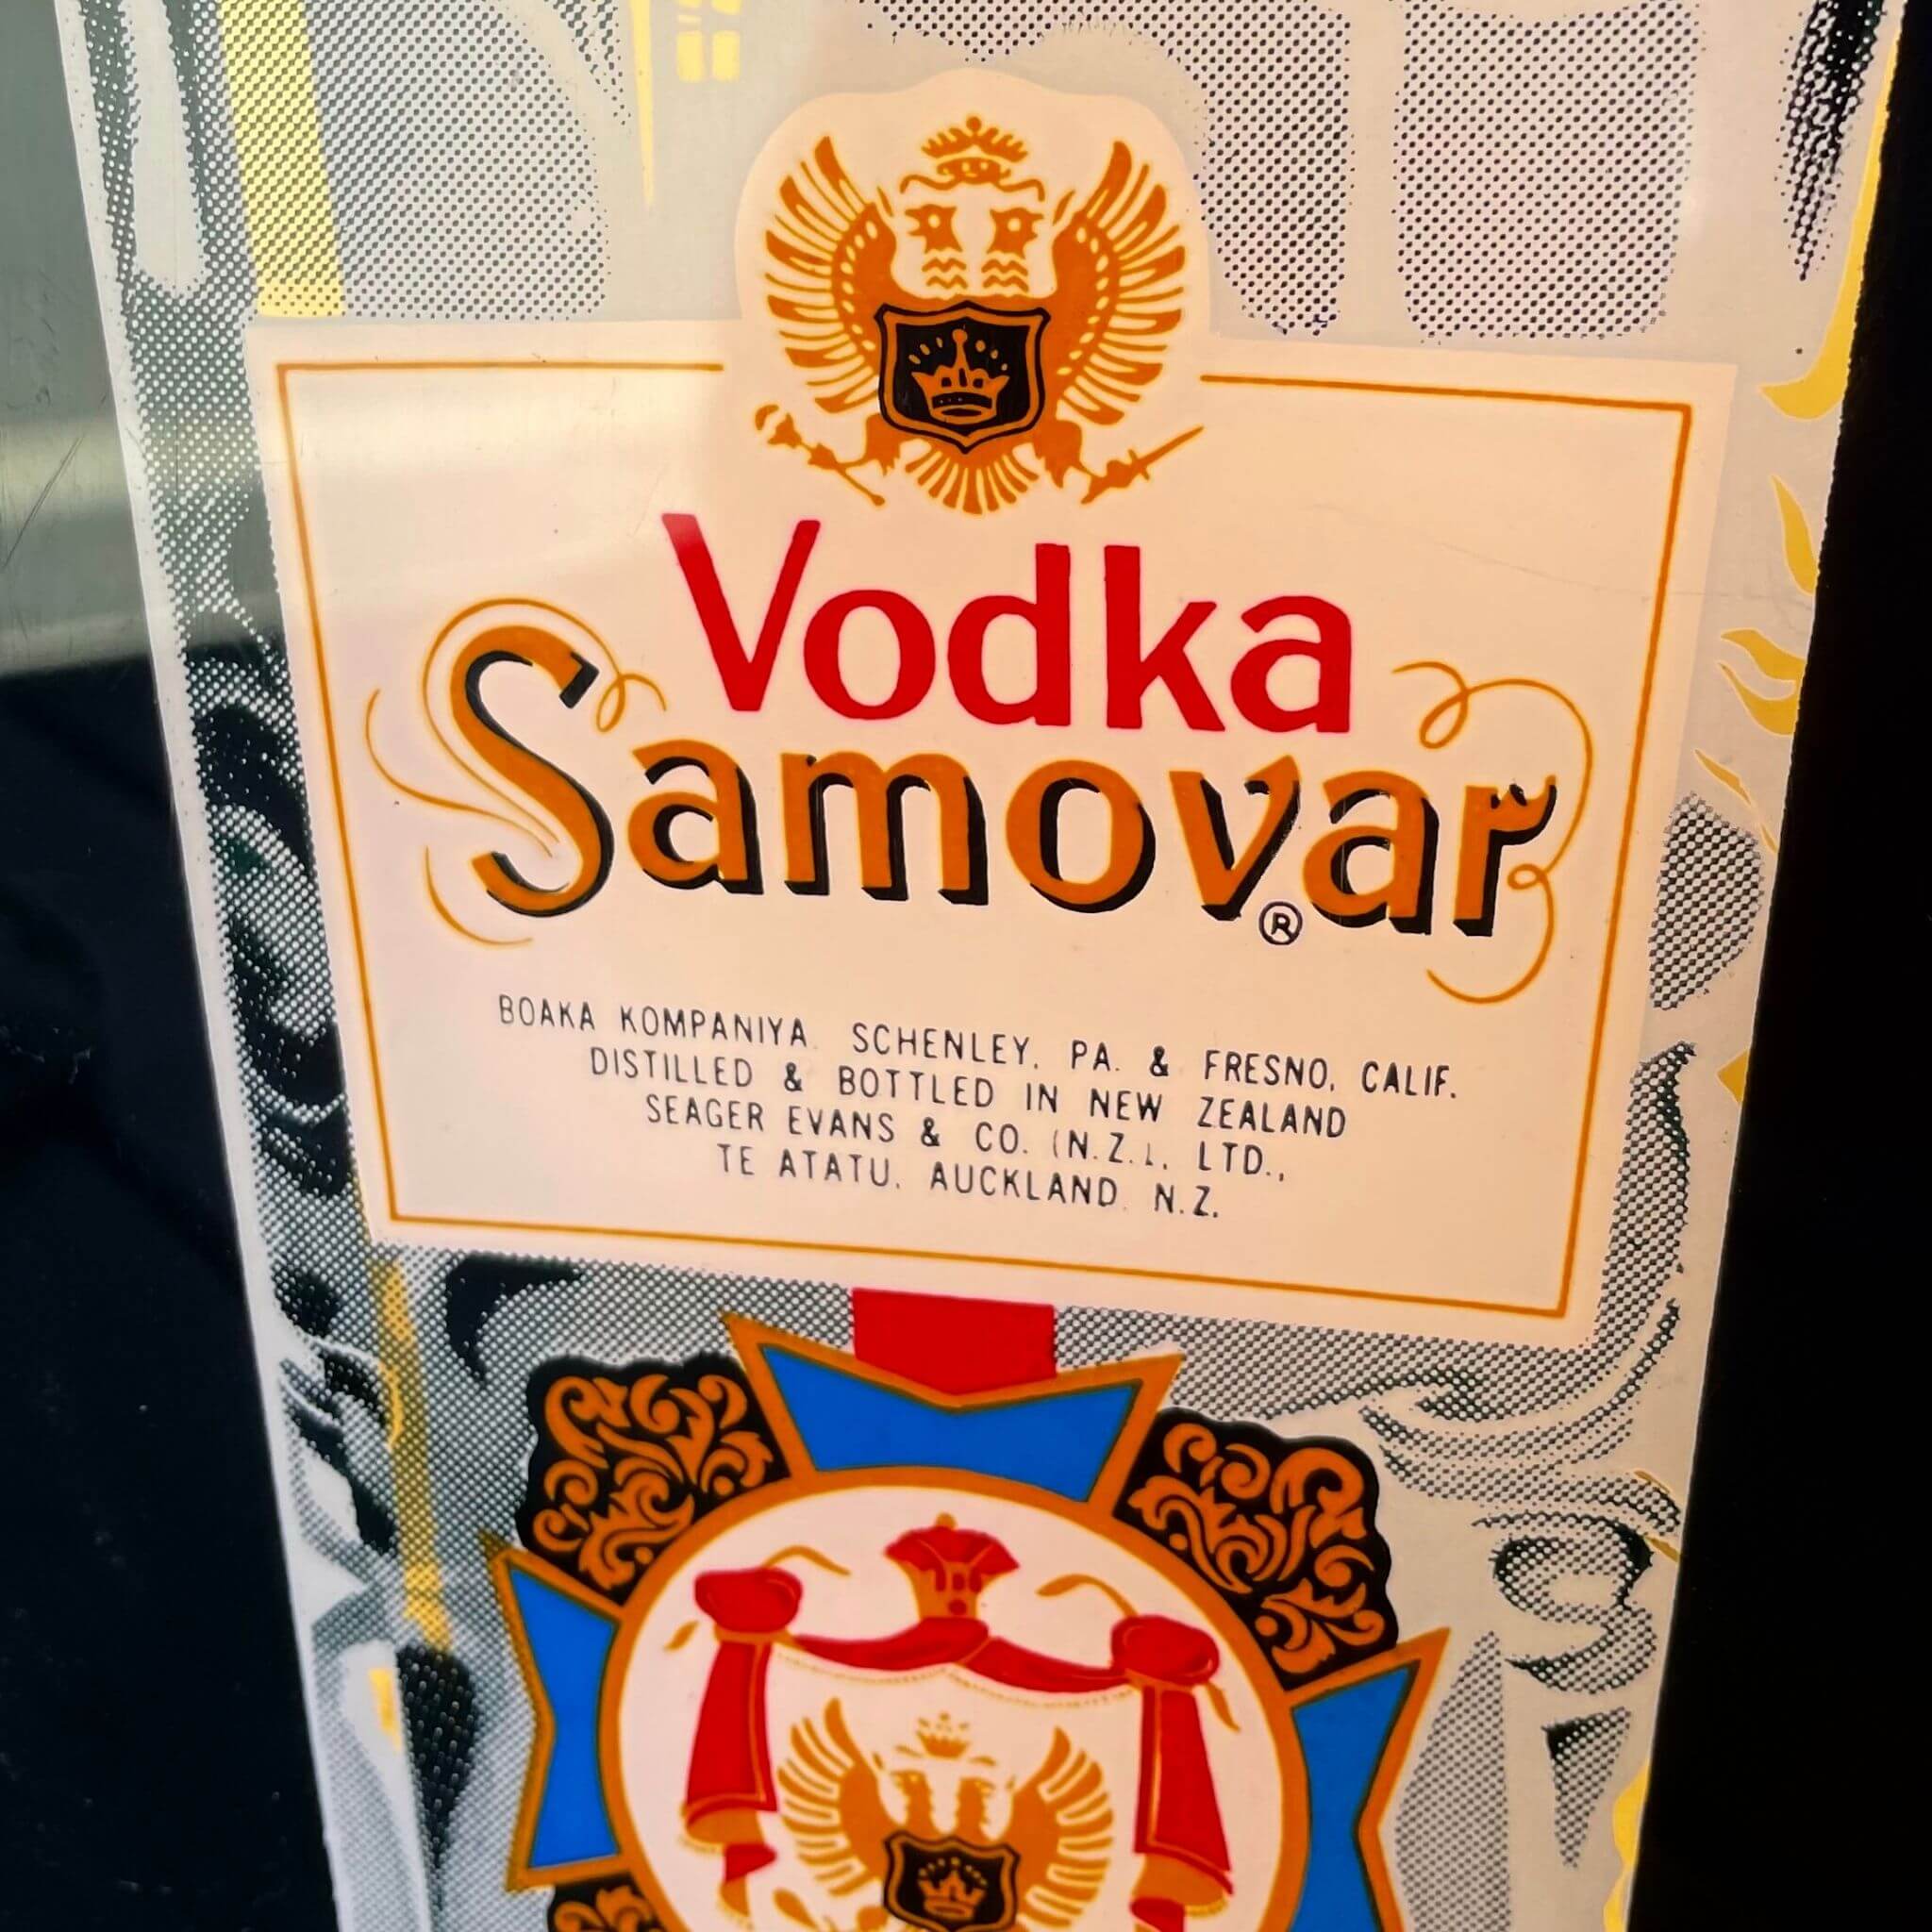 Vodka
Samovar
®
BOAKA KOMPANIYA. SCHENLEY, PA. & FRESNO, CALIF.
DISTILLED & BOTTLED IN NEW ZEALAND
SEAGER EVANS & CO. (N.Z.), LTD.,
TE ATATU, AUCKLAND. N.Z.